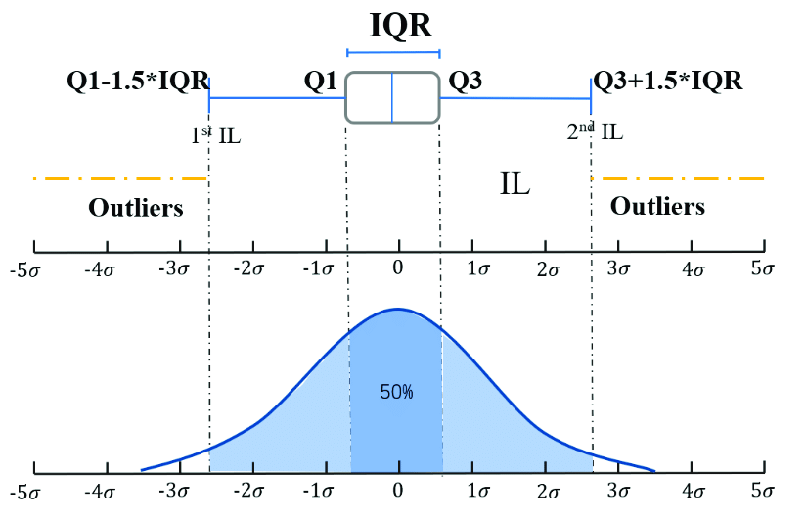 IQR
Q1-1.5*IQR Q1 Q3 Q3+1.5*IQR
1st IL 2nd IL
IL
Outliers Outliers
-5σ -4σ -3σ -2σ -1σ 0 1σ 2σ 3σ 4σ 5σ
50%
-5σ -4σ -3σ -2σ -1σ 0 1σ 2σ 3σ 4σ 5σ